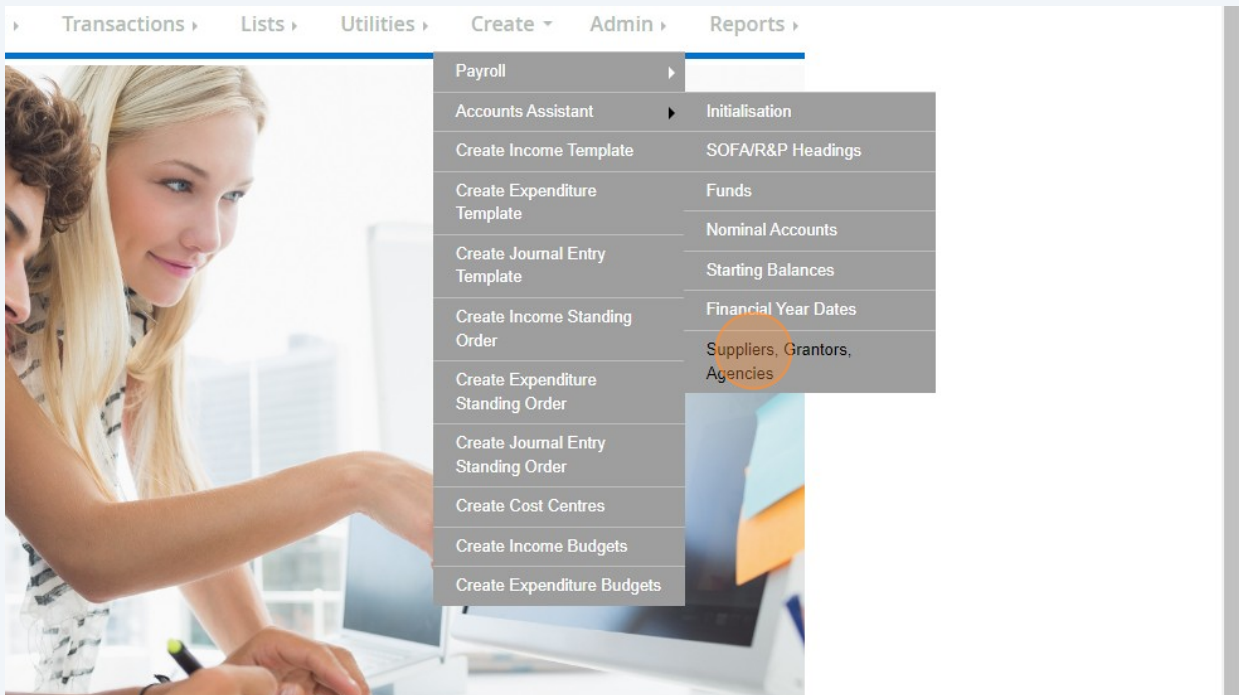 Transactions Lists Utilities Create Admin Reports
Payroll
Accounts Assistant
Create Income Template
Create Expenditure
Template
Create Journal Entry
Template
Create Income Standing
Order
Create Expenditure
Standing Order
Create Journal Entry
Standing Order
Create Cost Centres
Create Income Budgets
Create Expenditure Budgets
Initialisation
SOFA/R&P Headings
Funds
Nominal Accounts
Starting Balances
Financial Year Dates
Suppliers, Grantors,
Agencies